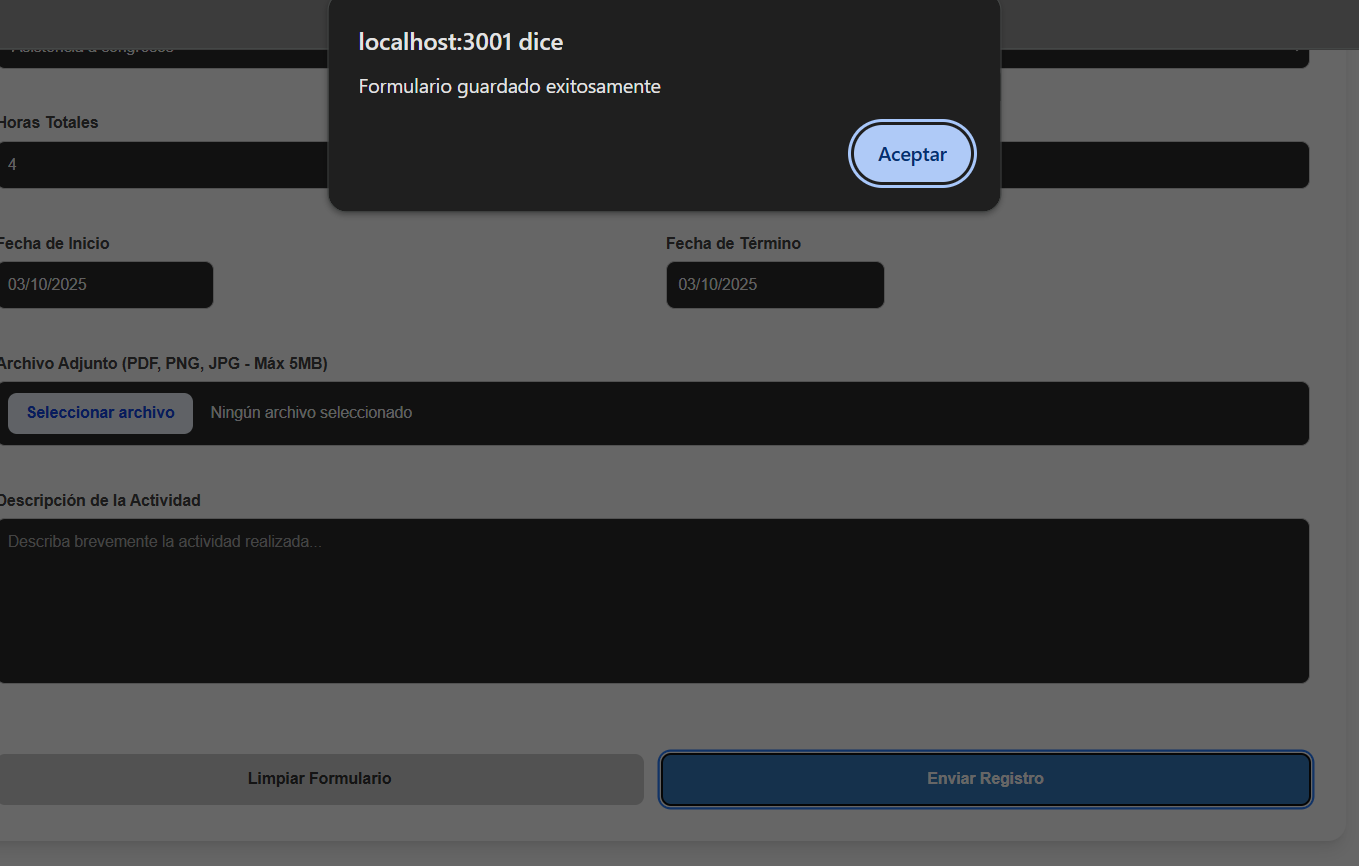 localhost:3001 dice
Formulario guardado exitosamente
Aceptar
Asistencia a congresos
Horas Totales
4
Fecha de Inicio
Fecha de Término
03/10/2025
03/10/2025
Archivo Adjunto (PDF, PNG, JPG - Máx 5MB)
Seleccionar archivo
Ningún archivo seleccionado
Descripción de la Actividad
Describa brevemente la actividad realizada...
Limpiar Formulario
Enviar Registro